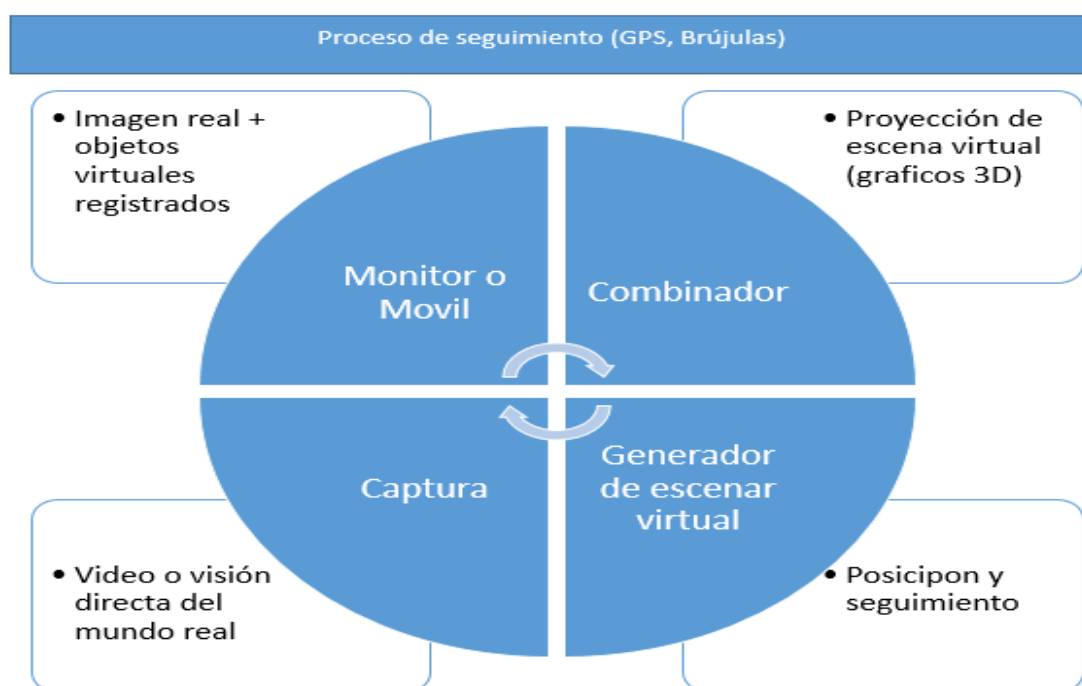 Proceso de seguimiento (GPS, Brújulas)
• Imagen real +
objetos
virtuales
registrados
• Proyección de
escena virtual
(graficos 3D)
Monitor o
Movil
Combinador
Captura
Generador
de escenar
virtual
• Video o visión
directa del
mundo real
• Posicipon y
seguimiento